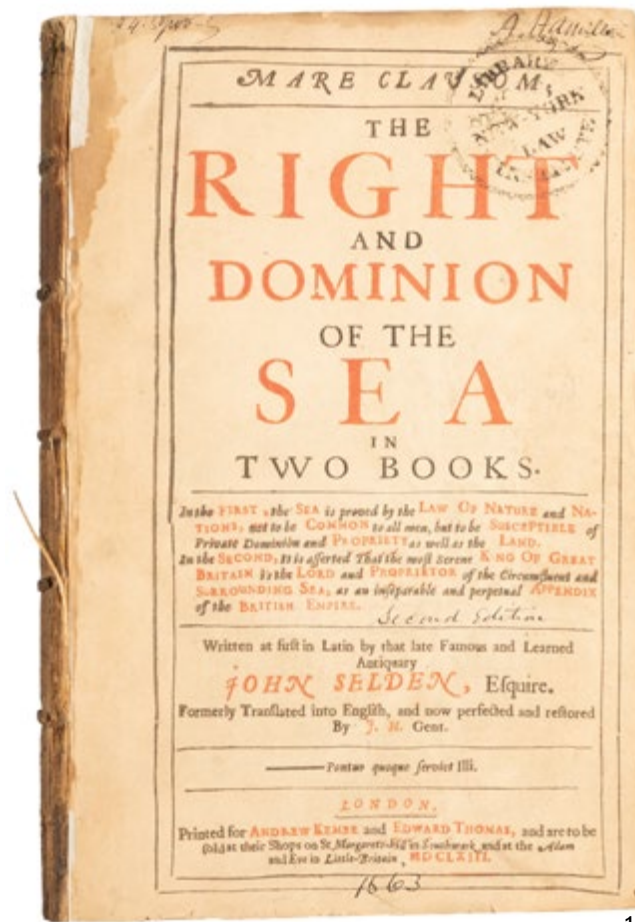 A. Hamilton
MARE CLAUSUM;
LIBRARY
NEW-YORK
LAW
INSTITUTE
THE
RIGHT
AND
DOMINION
OF THE
SEA
IN
TWO BOOKS.
In the FIRST, the SEA is proved by the LAW OF NATURE and NA-
TIONS, not to be COMMON to all men, but to be SUSCEPTIBLE of
Private Dominion and PROPRIETY as well as the LAND.
In the SECOND, It is aſſerted That the moſt Serene K NG OF GREAT
BRITAIN is the LORD and PROPRIETOR of the Circumfluent and
SURROUNDING SEA, as an inſeparable and perpetual APPENDIX
of the BRITISH EMPIRE.
Second Edition
Written at firſt in Latin by that late Famous and Learned
Antiquary
JOHN SELDEN, Eſquire.
Formerly Tranſlated into Engliſh, and now perfected and reſtored
By J. H. Gent.
Pontus quoque ſerviet Illi.
LONDON,
Printed for ANDREW KEMBE and EDWARD THOMAS, and are to be
ſold at their Shops on St. Margarets-Hill in Southwark and at the Adam
and Eve in Little-Britain, MDCLXIII.
1663
1